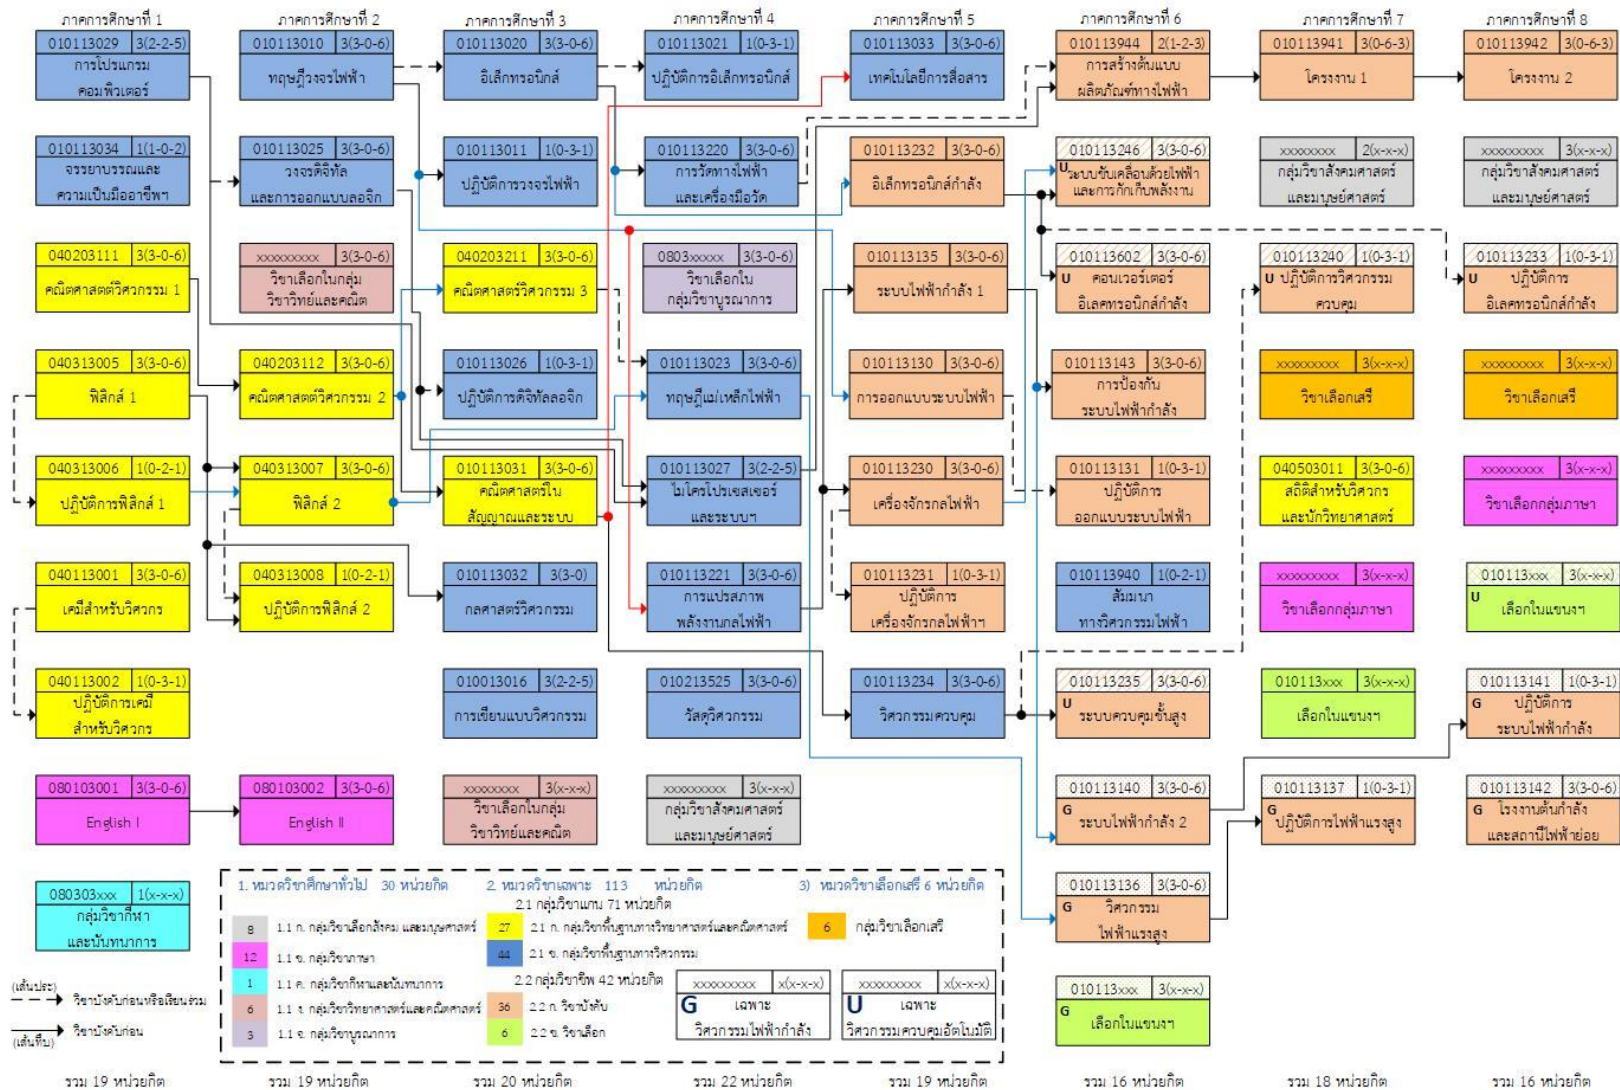 ภาคการศึกษาที่ 1
010113029 3(2-2-5)
การโปรแกรม
คอมพิวเตอร์
010113034 1(1-0-2)
จรรยาบรรณและ
ความเป็นมืออาชีพฯ
040203111 3(3-0-6)
คณิตศาสตร์วิศวกรรม 1
040313005 3(3-0-6)
ฟิสิกส์ 1
040313006 1(0-2-1)
ปฏิบัติการฟิสิกส์ 1
040113001 3(3-0-6)
เคมีสำหรับวิศวกร
040113002 1(0-3-1)
ปฏิบัติการเคมี
สำหรับวิศวกร
080103001 3(3-0-6)
English I
080303xxx 1(x-x-x)
กลุ่มวิชากีฬา
และนันทนาการ
ภาคการศึกษาที่ 2
010113010 3(3-0-6)
ทฤษฎีวงจรไฟฟ้า
010113025 3(3-0-6)
วงจรดิจิทัล
และการออกแบบลอจิก
xxxxxxxxx 3(3-0-6)
วิชาเลือกในกลุ่ม
วิชาวิทย์และคณิต
040203112 3(3-0-6)
คณิตศาสตร์วิศวกรรม 2
040313007 3(3-0-6)
ฟิสิกส์ 2
040313008 1(0-2-1)
ปฏิบัติการฟิสิกส์ 2
080103002 3(3-0-6)
English II
ภาคการศึกษาที่ 3
010113020 3(3-0-6)
อิเล็กทรอนิกส์
010113011 1(0-3-1)
ปฏิบัติการวงจรไฟฟ้า
040203211 3(3-0-6)
คณิตศาสตร์วิศวกรรม 3
010113026 1(0-3-1)
ปฏิบัติการดิจิทัลลอจิก
010113031 3(3-0-6)
คณิตศาสตร์ใน
สัญญาณและระบบ
010113032 3(3-0)
กลศาสตร์วิศวกรรม
010013016 3(2-2-5)
การเขียนแบบวิศวกรรม
xxxxxxxx 3(x-x-x)
วิชาเลือกในกลุ่ม
วิชาวิทย์และคณิต
ภาคการศึกษาที่ 4
010113021 1(0-3-1)
ปฏิบัติการอิเล็กทรอนิกส์
010113220 3(3-0-6)
การวัดทางไฟฟ้า
และเครื่องมือวัด
0803xxxxx 3(3-0-6)
วิชาเลือกใน
กลุ่มวิชาบูรณาการ
010113023 3(3-0-6)
ทฤษฎีแม่เหล็กไฟฟ้า
010113027 3(2-2-5)
ไมโครโปรเซสเซอร์
และระบบฯ
010113221 3(3-0-6)
การแปรสภาพ
พลังงานกลไฟฟ้า
010213525 3(3-0-6)
วัสดุวิศวกรรม
xxxxxxxxx 3(x-x-x)
กลุ่มวิชาสังคมศาสตร์
และมนุษย์ศาสตร์
ภาคการศึกษาที่ 5
010113033 3(3-0-6)
เทคโนโลยีการสื่อสาร
010113232 3(3-0-6)
อิเล็กทรอนิกส์กำลัง
010113135 3(3-0-6)
ระบบไฟฟ้ากำลัง 1
010113130 3(3-0-6)
การออกแบบระบบไฟฟ้า
010113230 3(3-0-6)
เครื่องจักรกลไฟฟ้า
010113231 1(0-3-1)
ปฏิบัติการ
เครื่องจักรกลไฟฟ้าฯ
010113234 3(3-0-6)
วิศวกรรมควบคุม
ภาคการศึกษาที่ 6
010113944 2(1-2-3)
การสร้างต้นแบบ
ผลิตภัณฑ์ทางไฟฟ้า
010113246 3(3-0-6)
U ระบบขับเคลื่อนด้วยไฟฟ้า
และการกักเก็บพลังงาน
010113602 3(3-0-6)
U คอนเวอร์เตอร์
อิเลคทรอนิกส์กำลัง
010113143 3(3-0-6)
การป้องกัน
ระบบไฟฟ้ากำลัง
010113131 1(0-3-1)
ปฏิบัติการ
ออกแบบระบบไฟฟ้า
010113940 1(0-2-1)
สัมมนา
ทางวิศวกรรมไฟฟ้า
010113235 3(3-0-6)
U ระบบควบคุมขั้นสูง
010113140 3(3-0-6)
G ระบบไฟฟ้ากำลัง 2
010113136 3(3-0-6)
G วิศวกรรม
ไฟฟ้าแรงสูง
010113xxx 3(x-x-x)
G เลือกในแขนงฯ
ภาคการศึกษาที่ 7
010113941 3(0-6-3)
โครงงาน 1
xxxxxxxx 2(x-x-x)
กลุ่มวิชาสังคมศาสตร์
และมนุษย์ศาสตร์
010113240 1(0-3-1)
U ปฏิบัติการวิศวกรรม
ควบคุม
xxxxxxxxx 3(x-x-x)
วิชาเลือกเสรี
040503011 3(3-0-6)
สถิติสำหรับวิศวกร
และนักวิทยาศาสตร์
xxxxxxxxx 3(x-x-x)
วิชาเลือกกลุ่มภาษา
010113xxx 3(x-x-x)
เลือกในแขนงฯ
010113137 1(0-3-1)
G ปฏิบัติการไฟฟ้าแรงสูง
ภาคการศึกษาที่ 8
010113942 3(0-6-3)
โครงงาน 2
xxxxxxxxx 3(x-x-x)
กลุ่มวิชาสังคมศาสตร์
และมนุษย์ศาสตร์
010113233 1(0-3-1)
U ปฏิบัติการ
อิเลคทรอนิกส์กำลัง
xxxxxxxxx 3(x-x-x)
วิชาเลือกเสรี
xxxxxxxxx 3(x-x-x)
วิชาเลือกกลุ่มภาษา
010113xxx 3(x-x-x)
U เลือกในแขนงฯ
010113141 1(0-3-1)
G ปฏิบัติการ
ระบบไฟฟ้ากำลัง
010113142 3(3-0-6)
G โรงงานต้นกำลัง
และสถานีไฟฟ้าย่อย
(เส้นประ)
วิชาบังคับก่อนหรือเรียนร่วม
วิชาบังคับก่อน
(เส้นทึบ)
1. หมวดวิชาศึกษาทั่วไป 30 หน่วยกิต
8 1.1 ก. กลุ่มวิชาเลือกสังคม และมนุษศาสตร์
12 1.1 ข. กลุ่มวิชาภาษา
1 1.1 ค. กลุ่มวิชากีฬาและนันทนาการ
6 1.1 ง. กลุ่มวิชาวิทยาศาสตร์และคณิตศาสตร์
3 1.1 จ. กลุ่มวิชาบูรณาการ
2. หมวดวิชาเฉพาะ 113 หน่วยกิต
2.1 กลุ่มวิชาแกน 71 หน่วยกิต
27 2.1 ก. กลุ่มวิชาพื้นฐานทางวิทยาศาสตร์และคณิตศาสตร์
44 2.1 ข. กลุ่มวิชาพื้นฐานทางวิศวกรรม
2.2 กลุ่มวิชาชีพ 42 หน่วยกิต
36 2.2 ก. วิชาบังคับ
6 2.2 ข. วิชาเลือก
3) หมวดวิชาเลือกเสรี 6 หน่วยกิต
6 กลุ่มวิชาเลือกเสรี
xxxxxxxxx x(x-x-x)
G เฉพาะ
วิศวกรรมไฟฟ้ากำลัง
xxxxxxxxx x(x-x-x)
U เฉพาะ
วิศวกรรมควบคุมอัตโนมัติ
รวม 19 หน่วยกิต
รวม 19 หน่วยกิต
รวม 20 หน่วยกิต
รวม 22 หน่วยกิต
รวม 19 หน่วยกิต
รวม 16 หน่วยกิต
รวม 18 หน่วยกิต
รวม 16 หน่วยกิต